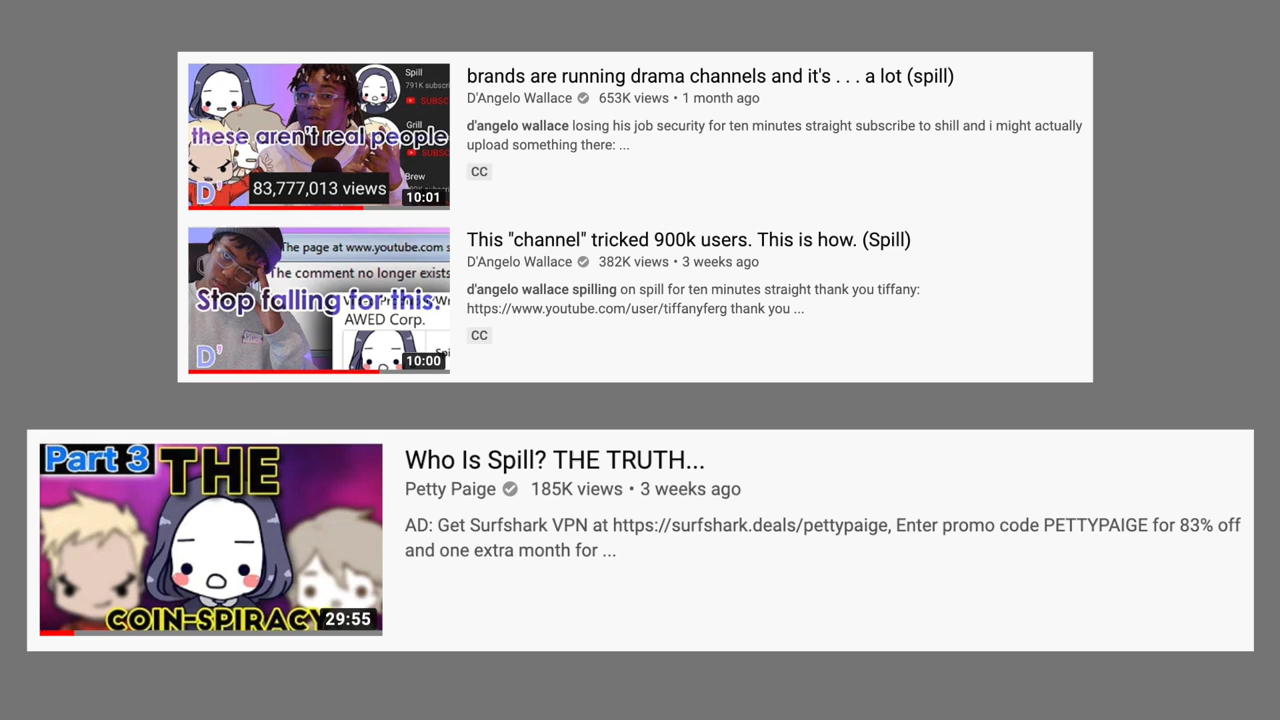 Spill
791K subscri
SUBSC
Grill
these aren't real people
SUBSC
Brew
D'
83,777,013 views
10:01
brands are running drama channels and it's . . . a lot (spill)
D'Angelo Wallace 653K views • 1 month ago
d'angelo wallace losing his job security for ten minutes straight subscribe to shill and i might actually
upload something there: ...
CC
The page at www.youtube.com s
The comment no longer exists
Stop falling for this.
AWED Corp.
D'
10:00
This "channel" tricked 900k users. This is how. (Spill)
D'Angelo Wallace 382K views • 3 weeks ago
d'angelo wallace spilling on spill for ten minutes straight thank you tiffany:
https://www.youtube.com/user/tiffanyferg thank you ...
CC
Part 3 THE
COIN-SPIRACY
29:55
Who Is Spill? THE TRUTH...
Petty Paige 185K views • 3 weeks ago
AD: Get Surfshark VPN at https://surfshark.deals/pettypaige, Enter promo code PETTYPAIGE for 83% off
and one extra month for ...